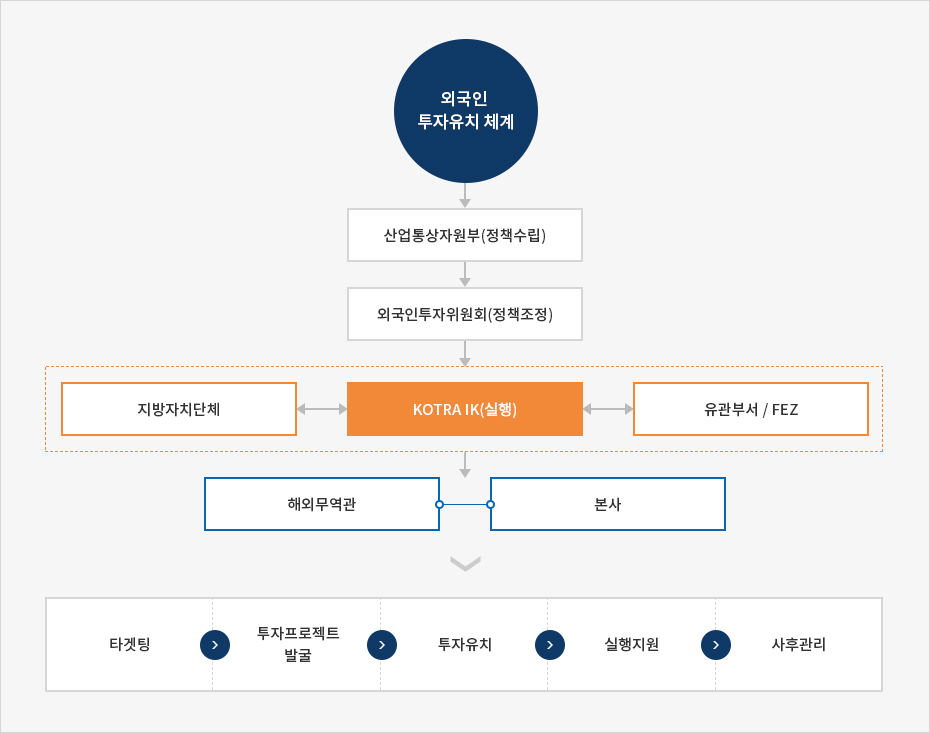 외국인
투자유치 체계
산업통상자원부(정책수립)
외국인투자위원회(정책조정)
지방자치단체
KOTRA IK(실행)
유관부서 / FEZ
해외무역관
본사
타겟팅
투자프로젝트
발굴
투자유치
실행지원
사후관리